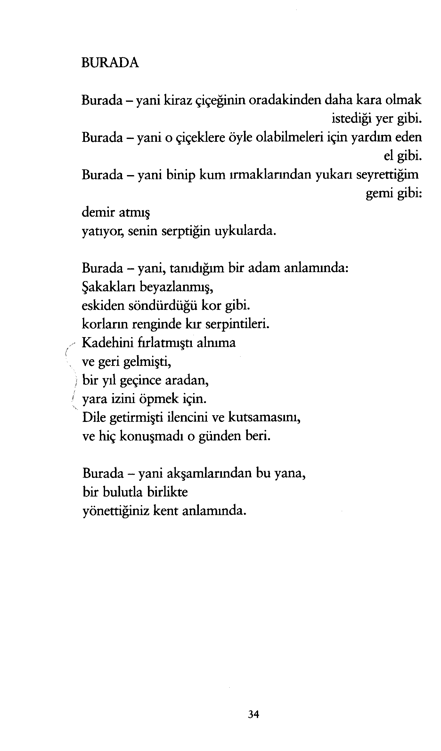 BURADA
Burada – yani kiraz çiçeğinin oradakinden daha kara olmak
istediği yer gibi.
Burada – yani o çiçeklere öyle olabilmeleri için yardım eden
el gibi.
Burada – yani binip kum ırmaklarından yukarı seyrettiğim
gemi gibi:
demir atmış
yatıyor, senin serptiğin uykularda.
Burada – yani, tanıdığım bir adam anlamında:
Şakakları beyazlanmış,
eskiden söndürdüğü kor gibi.
korların renginde kır serpintileri.
Kadehini fırlatmıştı alnıma
ve geri gelmişti,
bir yıl geçince aradan,
yara izini öpmek için.
Dile getirmişti ilencini ve kutsamasını,
ve hiç konuşmadı o günden beri.
Burada – yani akşamlarından bu yana,
bir bulutla birlikte
yönettiğiniz kent anlamında.
34